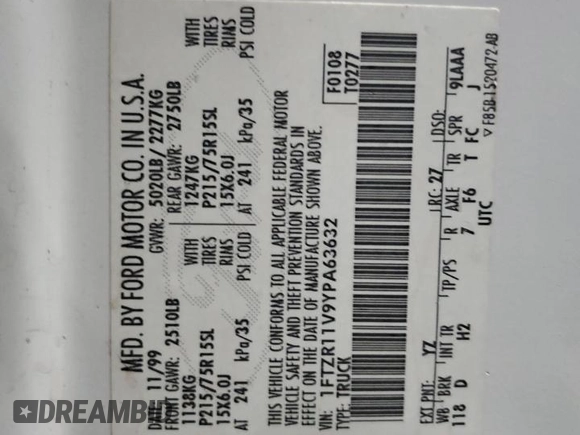 MFD. BY FORD MOTOR CO. IN U.S.A.
DATE: 11/99 GVWR: 5020LB/ 2277KG
FRONT GAWR: 2510LB REAR GAWR: 2750LB
1138KG 1247KG WITH
P215/75R15SL P215/75R15SL TIRES
15X6.0J 15X6.0J RIMS
AT 241 kPa/35 PSI COLD AT 241 kPa/35 PSI COLD
WITH
TIRES
RIMS
PSI COLD
THIS VEHICLE CONFORMS TO ALL APPLICABLE FEDERAL MOTOR
VEHICLE SAFETY AND THEFT PREVENTION STANDARDS IN
EFFECT ON THE DATE OF MANUFACTURE SHOWN ABOVE.
VIN: 1FTZR11V9YPA63632
TYPE: TRUCK
F0108
T0277
EXT PNT: YZ RC: 27 DSO:
WB BRK INT TR TP/PS R AXLE TR SPR
118 D H2 7 F6 T J 9LAAA
UTC FC
▽ F85B-1520472-AB
DREAMBI